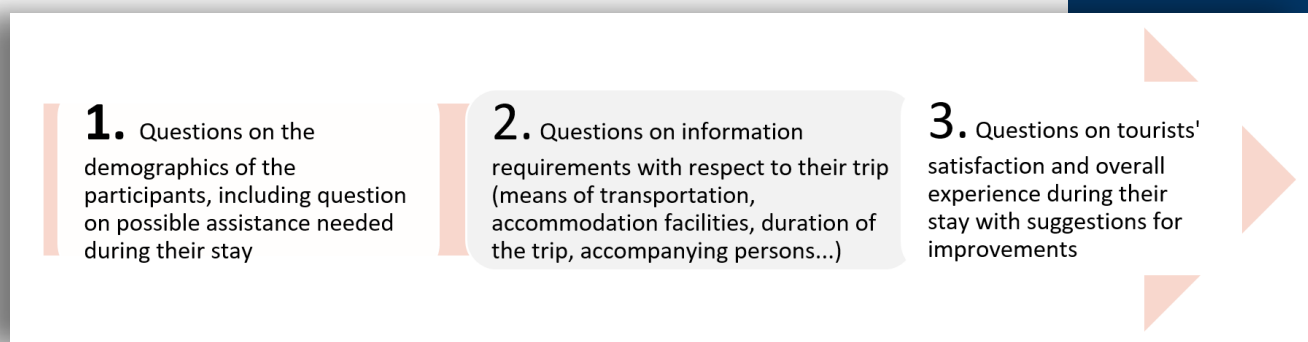 1. Questions on the
demographics of the
participants, including question
on possible assistance needed
during their stay
2. Questions on information
requirements with respect to their trip
(means of transportation,
accommodation facilities, duration of
the trip, accompanying persons...)
3. Questions on tourists'
satisfaction and overall
experience during their
stay with suggestions for
improvements